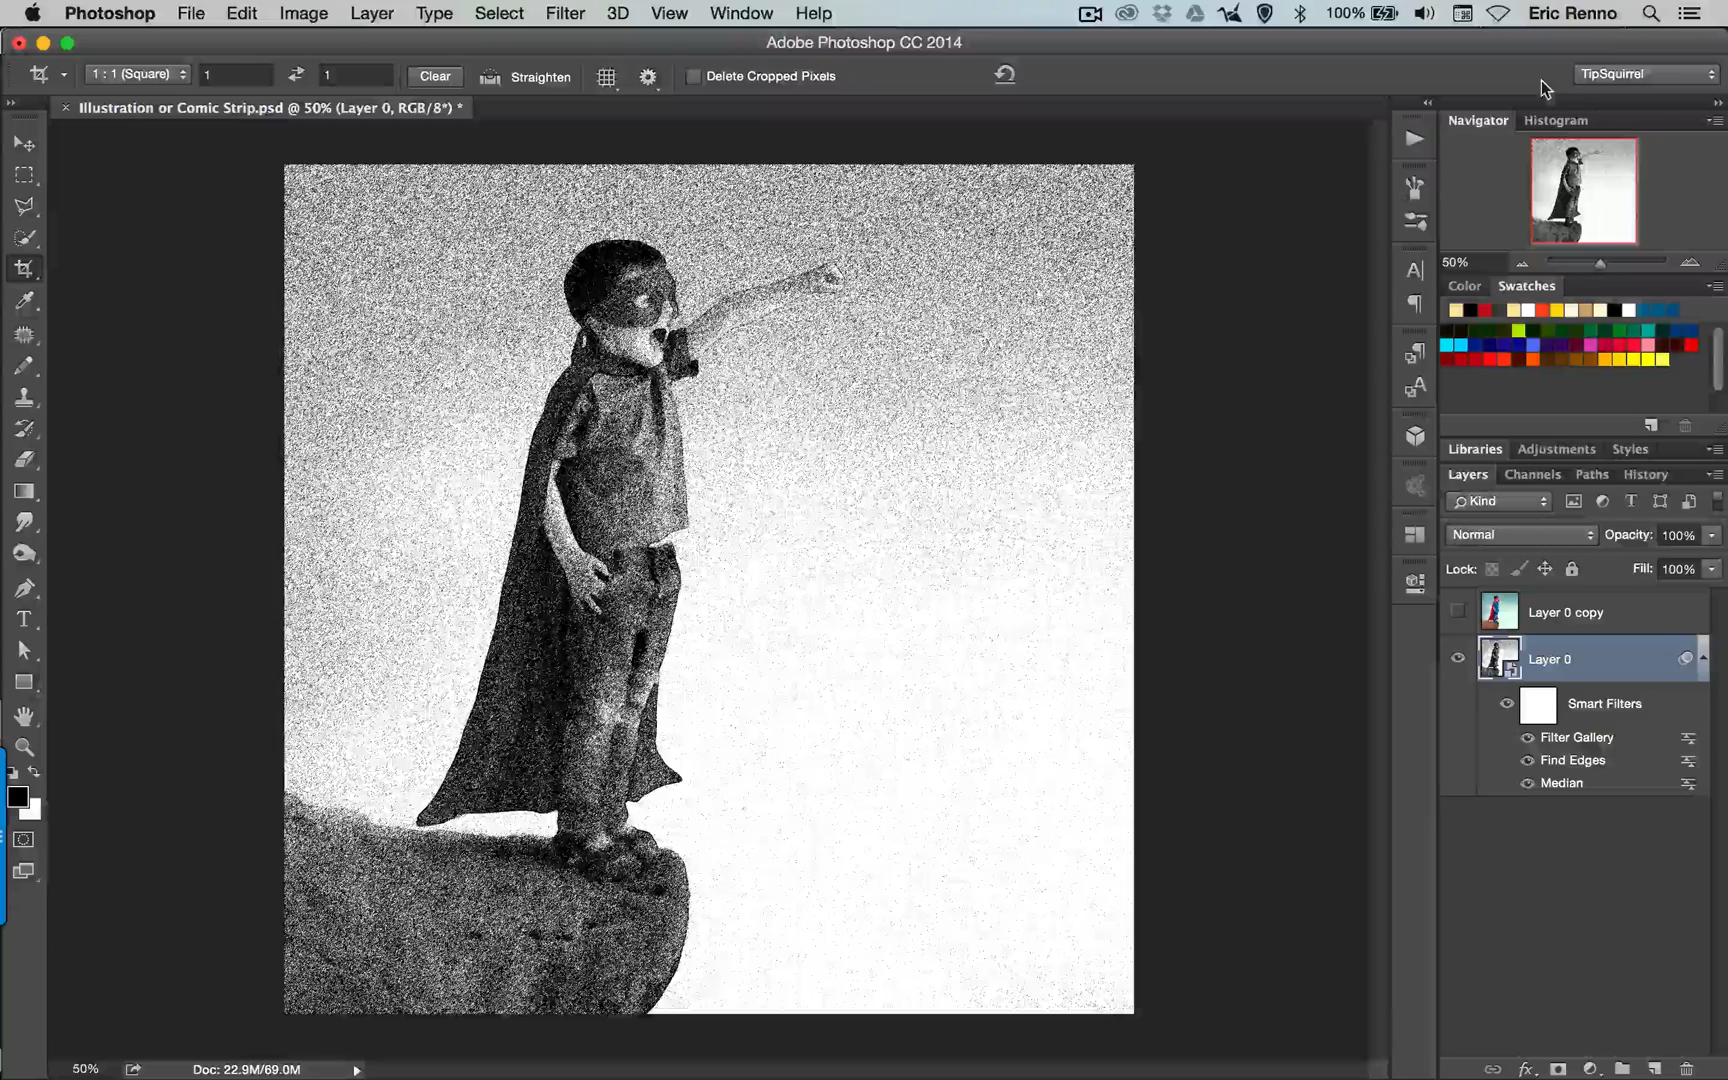 Photoshop File Edit Image Layer Type Select Filter 3D View Window Help 100% Eric Renno
Adobe Photoshop CC 2014
1 : 1 (Square) 1 1 Clear Straighten Delete Cropped Pixels TipSquirrel
Illustration or Comic Strip.psd @ 50% (Layer 0, RGB/8*) *
Navigator Histogram
50%
Color Swatches
Libraries Adjustments Styles
Layers Channels Paths History
Kind
Normal Opacity: 100%
Lock: Fill: 100%
Layer 0 copy
Layer 0
Smart Filters
Filter Gallery
Find Edges
Median
50% Doc: 22.9M/69.0M